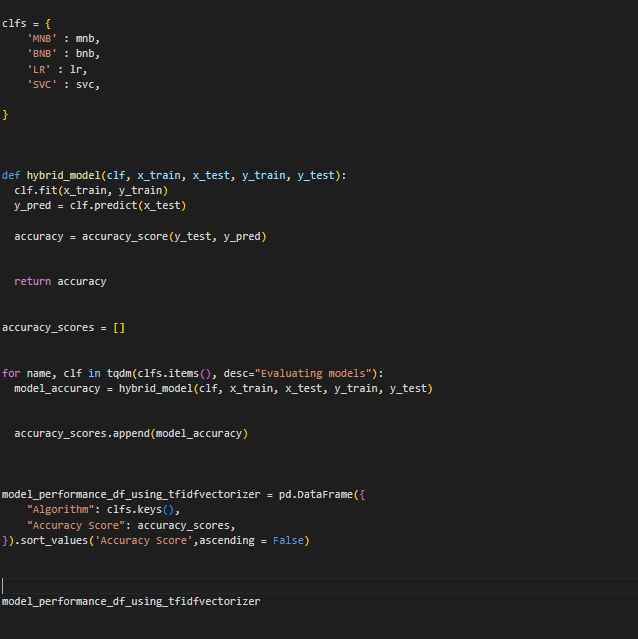 clfs = {
    'MNB' : mnb,
    'BNB' : bnb,
    'LR' : lr,
    'SVC' : svc,
}
def hybrid_model(clf, x_train, x_test, y_train, y_test):
  clf.fit(x_train, y_train)
  y_pred = clf.predict(x_test)
  accuracy = accuracy_score(y_test, y_pred)
  return accuracy
accuracy_scores = []
for name, clf in tqdm(clfs.items(), desc="Evaluating models"):
  model_accuracy = hybrid_model(clf, x_train, x_test, y_train, y_test)
  accuracy_scores.append(model_accuracy)
model_performance_df_using_tfidfvectorizer = pd.DataFrame({
    "Algorithm": clfs.keys(),
    "Accuracy Score": accuracy_scores,
}).sort_values('Accuracy Score',ascending = False)
model_performance_df_using_tfidfvectorizer